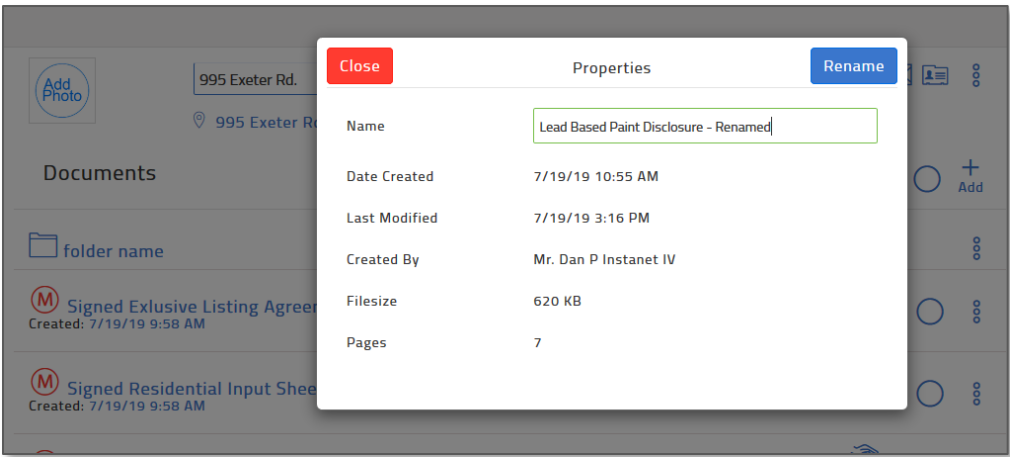 Add
Photo
995 Exeter Rd.
995 Exeter
Documents
Add
folder name
M Signed Exlusive Listing
Created: 7/19/19 9:58 AM
M Signed Residential Input
Created: 7/19/19 9:58 AM
Close
Properties
Rename
Name
Lead Based Paint Disclosure - Renamed
Date Created
7/19/19 10:55 AM
Last Modified
7/19/19 3:16 PM
Created By
Mr. Dan P Instanet IV
Filesize
620 KB
Pages
7